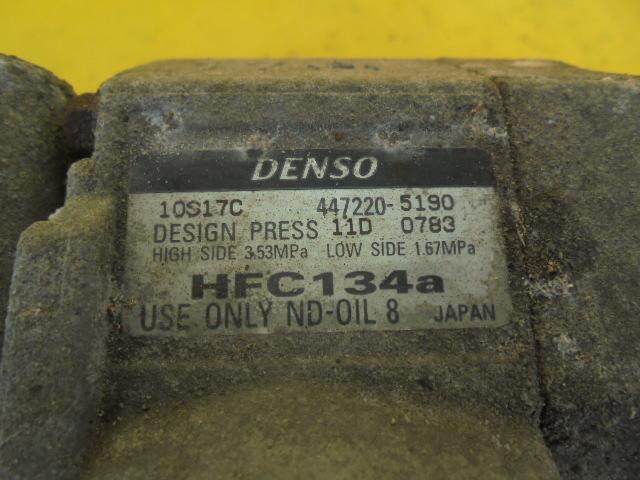 DENSO
10S17C 447220-5190
DESIGN PRESS 11D 0783
HIGH SIDE 3.53MPa LOW SIDE 1.67MPa
HFC134a
USE ONLY ND-OIL 8 JAPAN